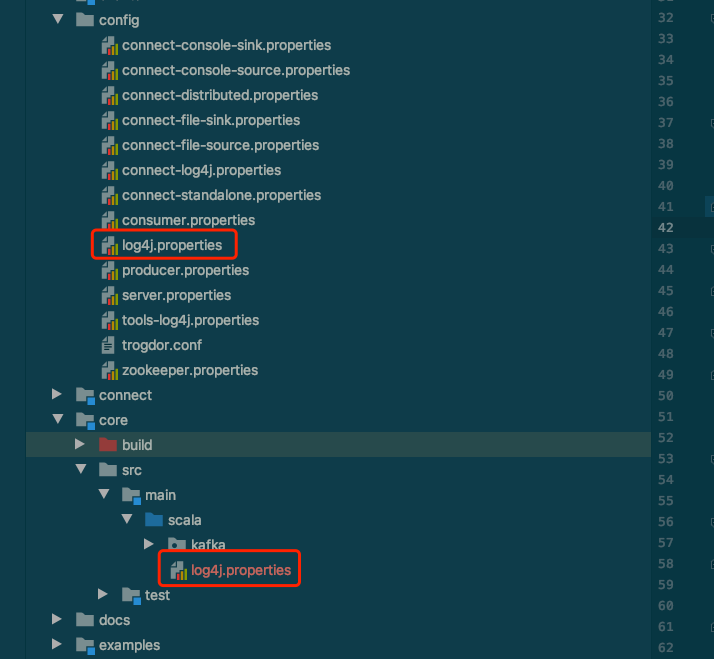 config
connect-console-sink.properties
connect-console-source.properties
connect-distributed.properties
connect-file-sink.properties
connect-file-source.properties
connect-log4j.properties
connect-standalone.properties
consumer.properties
log4j.properties
producer.properties
server.properties
tools-log4j.properties
trogdor.conf
zookeeper.properties
connect
core
build
src
main
scala
kafka
log4j.properties
test
docs
examples
32
33
34
35
36
37
38
39
40
41
42
43
44
45
46
47
48
49
50
51
52
53
54
55
56
57
58
59
60
61
62